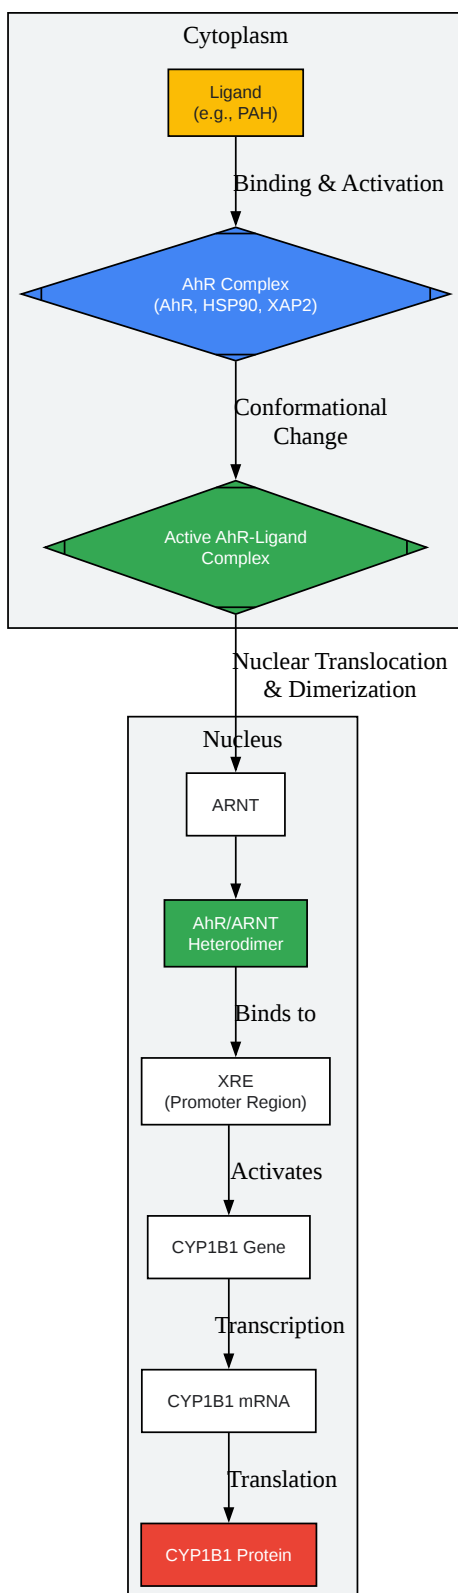 Cytoplasm
Ligand
(e.g., PAH)
Binding & Activation
AhR Complex
(AhR, HSP90, XAP2)
Conformational
Change
Active AhR-Ligand
Complex
Nuclear Translocation
& Dimerization
Nucleus
ARNT
AhR/ARNT
Heterodimer
Binds to
XRE
(Promoter Region)
Activates
CYP1B1 Gene
Transcription
CYP1B1 mRNA
Translation
CYP1B1 Protein